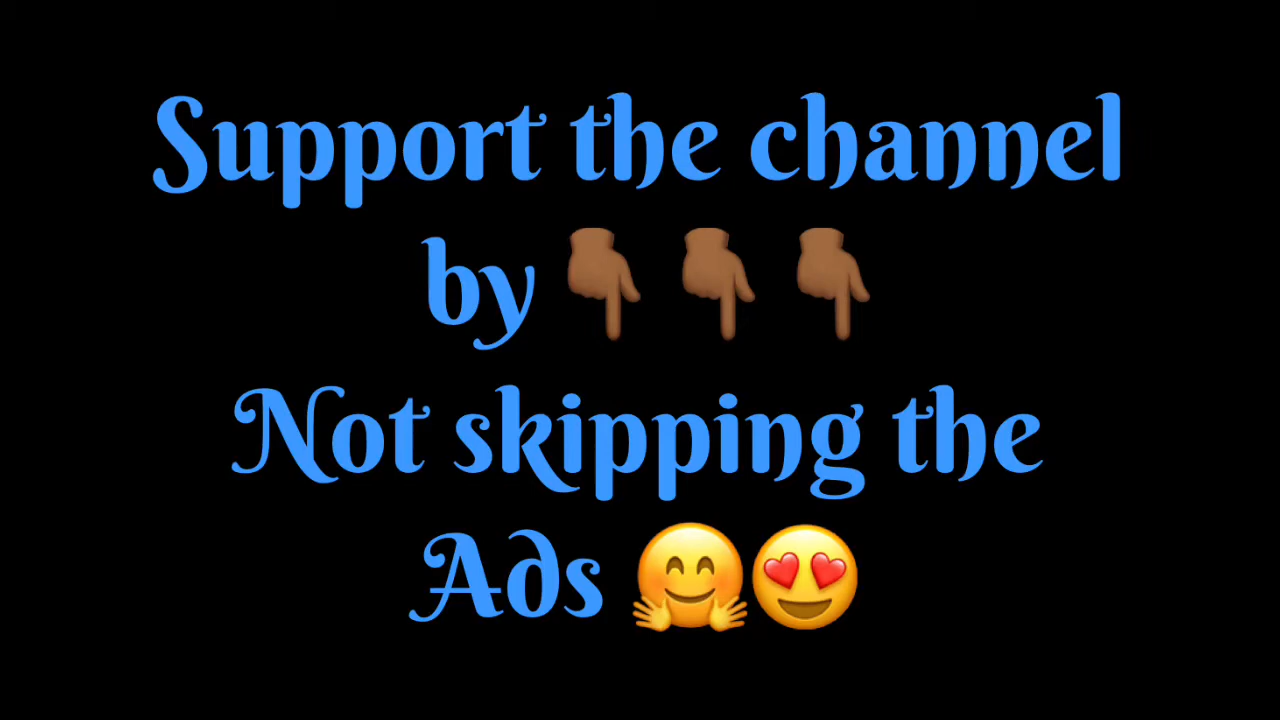 Support the channel
by 👇🏾 👇🏾 👇🏾
Not skipping the
Ads 🤗😍